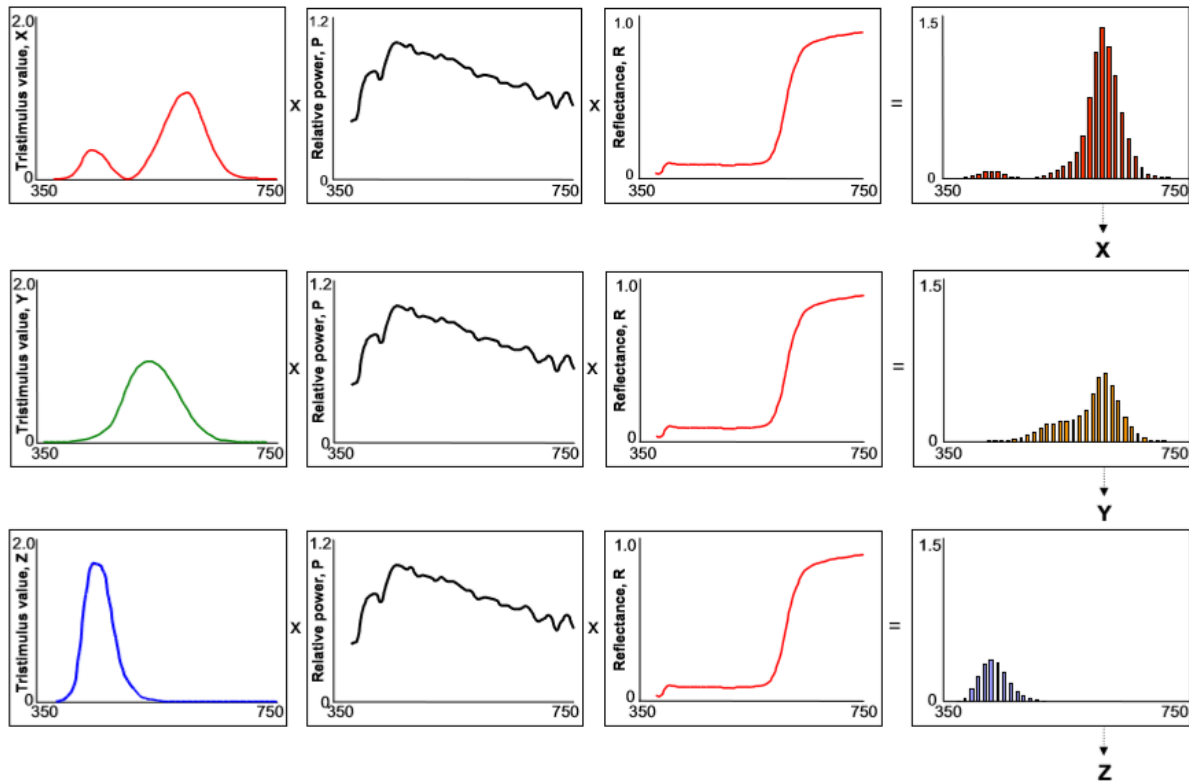 2.0
Tristimulus value, X
0
350
750
X
1.2
Relative power, P
0
350
750
X
1.0
Reflectance, R
0
350
750
=
1.5
0
350
750
X
2.0
Tristimulus value, Y
0
350
750
X
1.2
Relative power, P
0
350
750
X
1.0
Reflectance, R
0
350
750
=
1.5
0
350
750
Y
2.0
Tristimulus value, Z
0
350
750
X
1.2
Relative power, P
0
350
750
X
1.0
Reflectance, R
0
350
750
=
1.5
0
350
750
Z